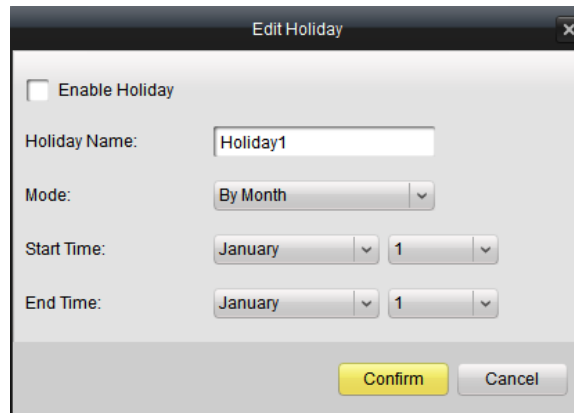 Edit Holiday
Enable Holiday
Holiday Name: Holiday1
Mode: By Month
Start Time: January 1
End Time: January 1
Confirm Cancel